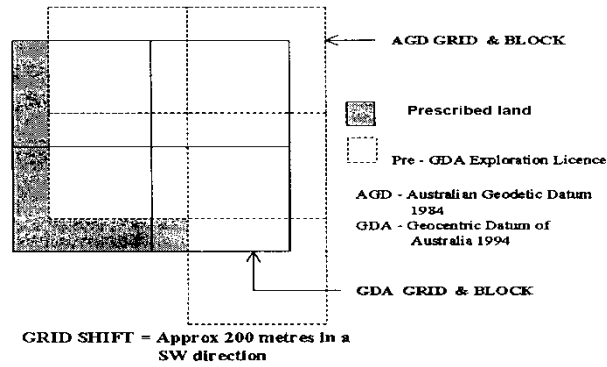 AGD GRID & BLOCK
Prescribed land
Pre - GDA Exploration Licence
AGD - Australian Geodetic Datum
1984
GDA - Geocentric Datum of
Australia 1994
GDA GRID & BLOCK
GRID SHIFT = Approx 200 metres in a
SW direction